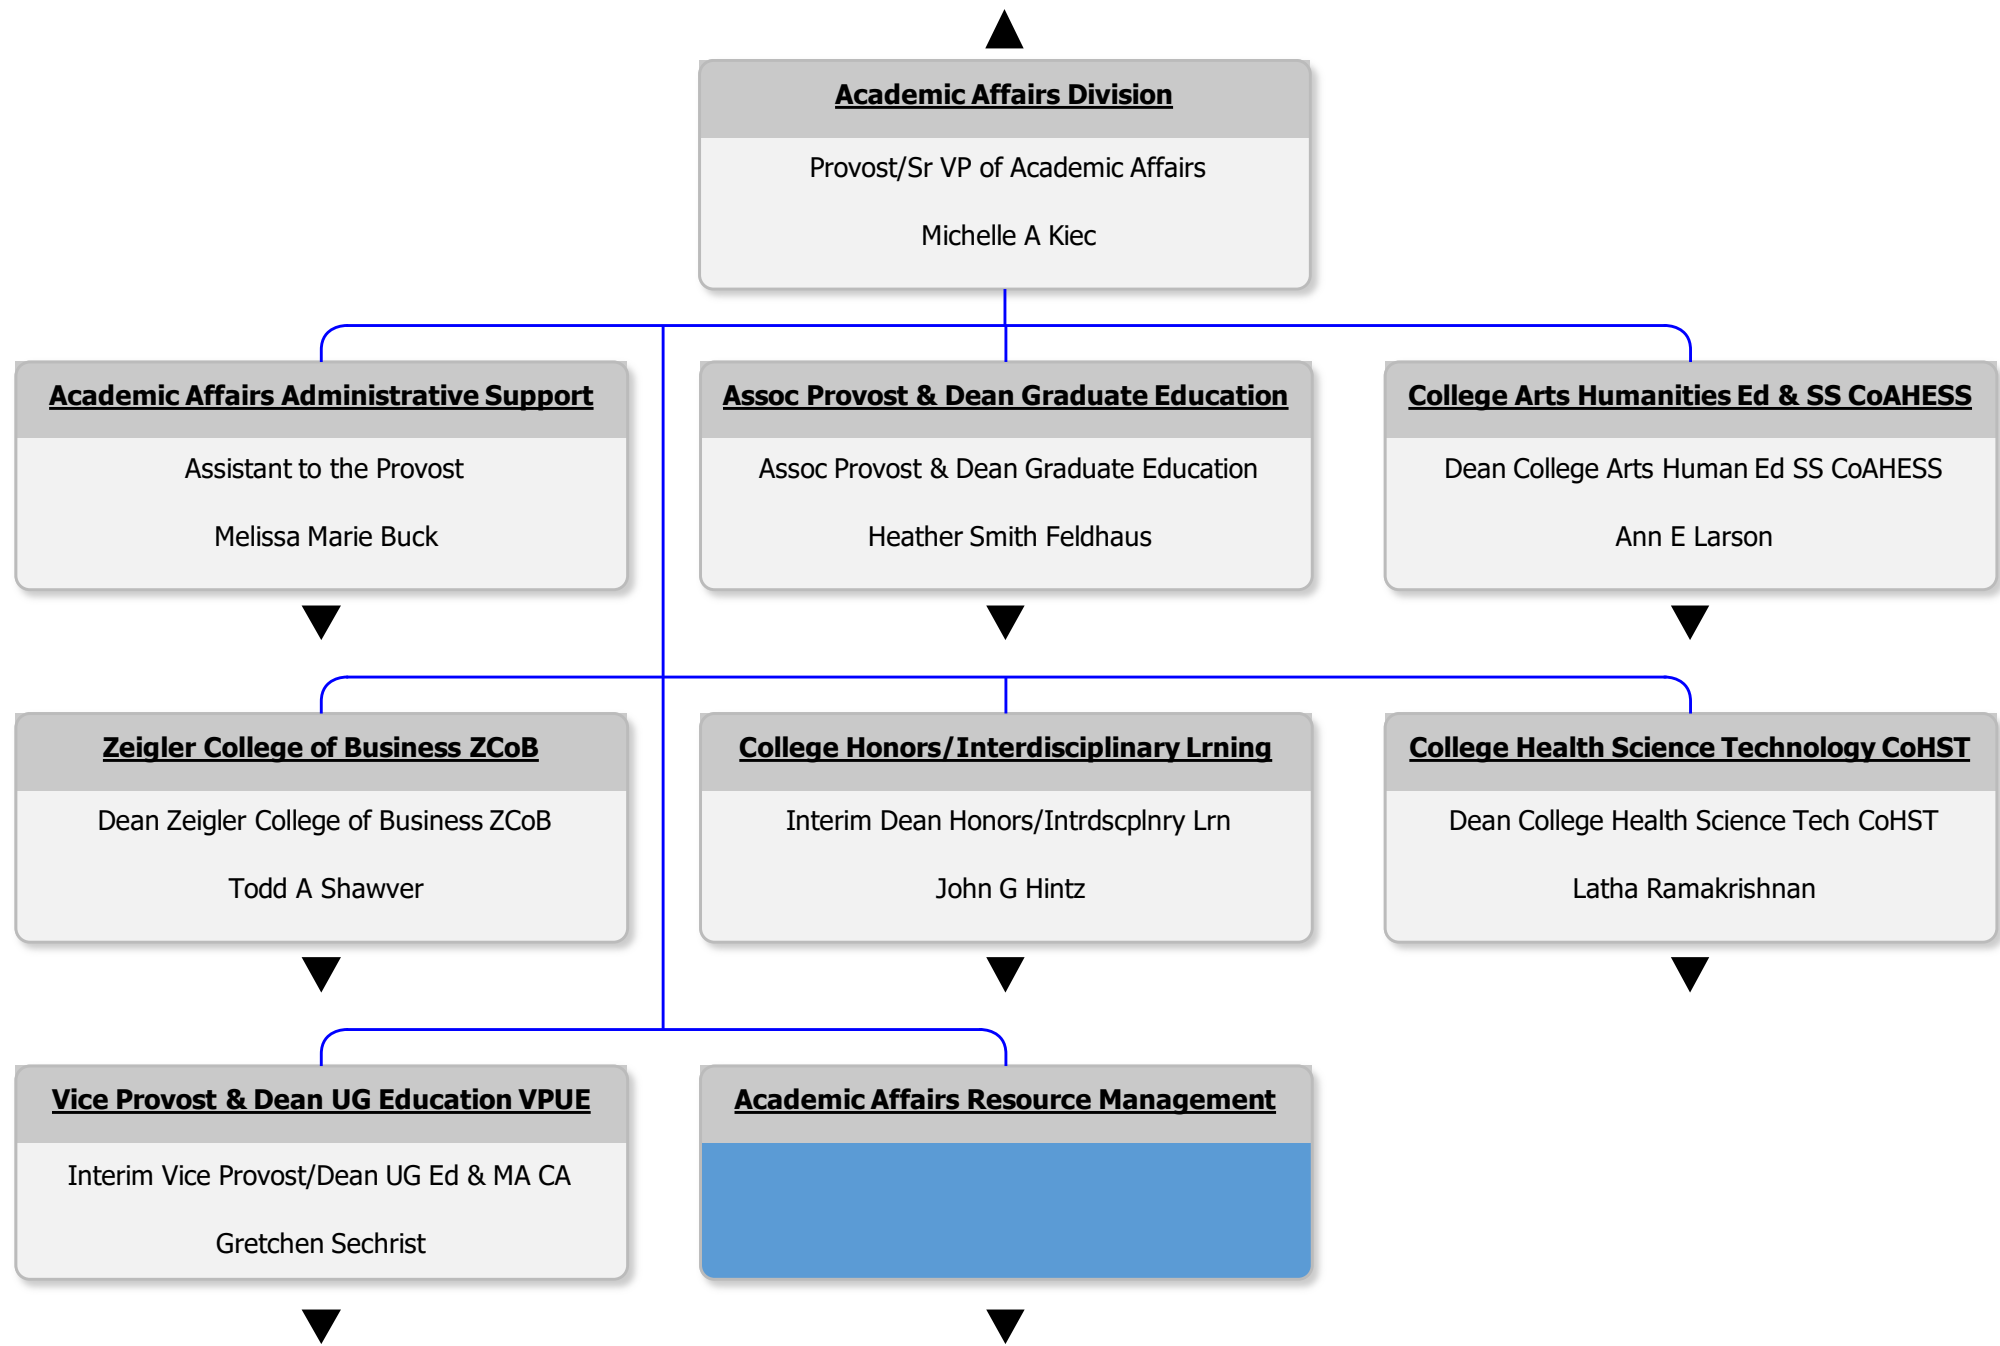 Academic Affairs Division
Provost/Sr VP of Academic Affairs
Michelle A Kiec
Academic Affairs Administrative Support
Assistant to the Provost
Melissa Marie Buck
Assoc Provost & Dean Graduate Education
Assoc Provost & Dean Graduate Education
Heather Smith Feldhaus
College Arts Humanities Ed & SS CoAHESS
Dean College Arts Human Ed SS CoAHESS
Ann E Larson
Zeigler College of Business ZCoB
Dean Zeigler College of Business ZCoB
Todd A Shawver
College Honors/Interdisciplinary Lrning
Interim Dean Honors/Intrdscplnry Lrn
John G Hintz
College Health Science Technology CoHST
Dean College Health Science Tech CoHST
Latha Ramakrishnan
Vice Provost & Dean UG Education VPUE
Interim Vice Provost/Dean UG Ed & MA CA
Gretchen Sechrist
Academic Affairs Resource Management